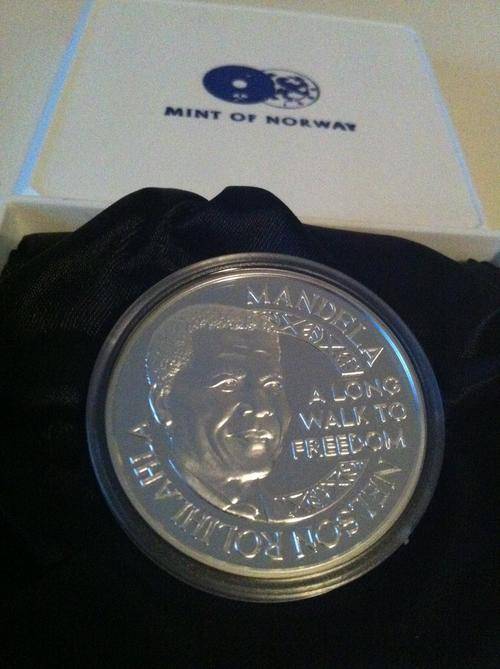 MINT OF NORWAY
MANDELA
A LONG
WALK TO
FREEDOM
NELSON ROLIHLAHLA